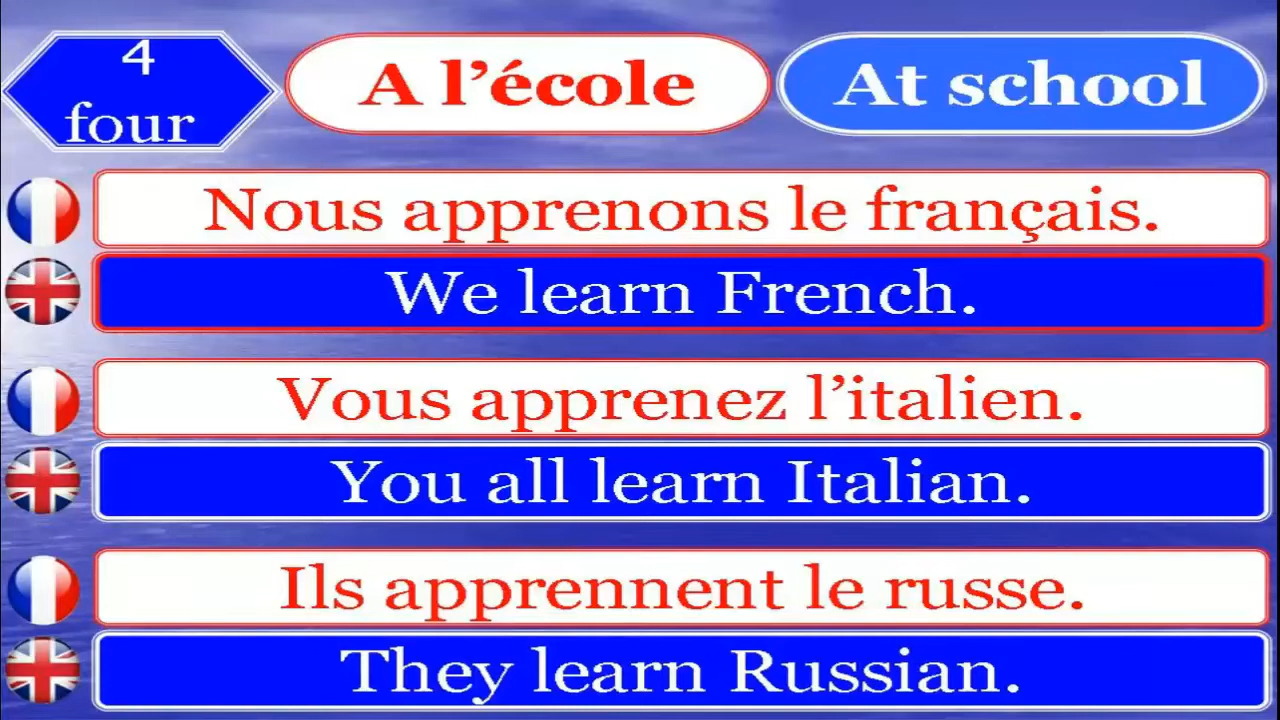 4
four
A l’école
At school
Nous apprenons le français.
We learn French.
Vous apprenez l’italien.
You all learn Italian.
Ils apprennent le russe.
They learn Russian.